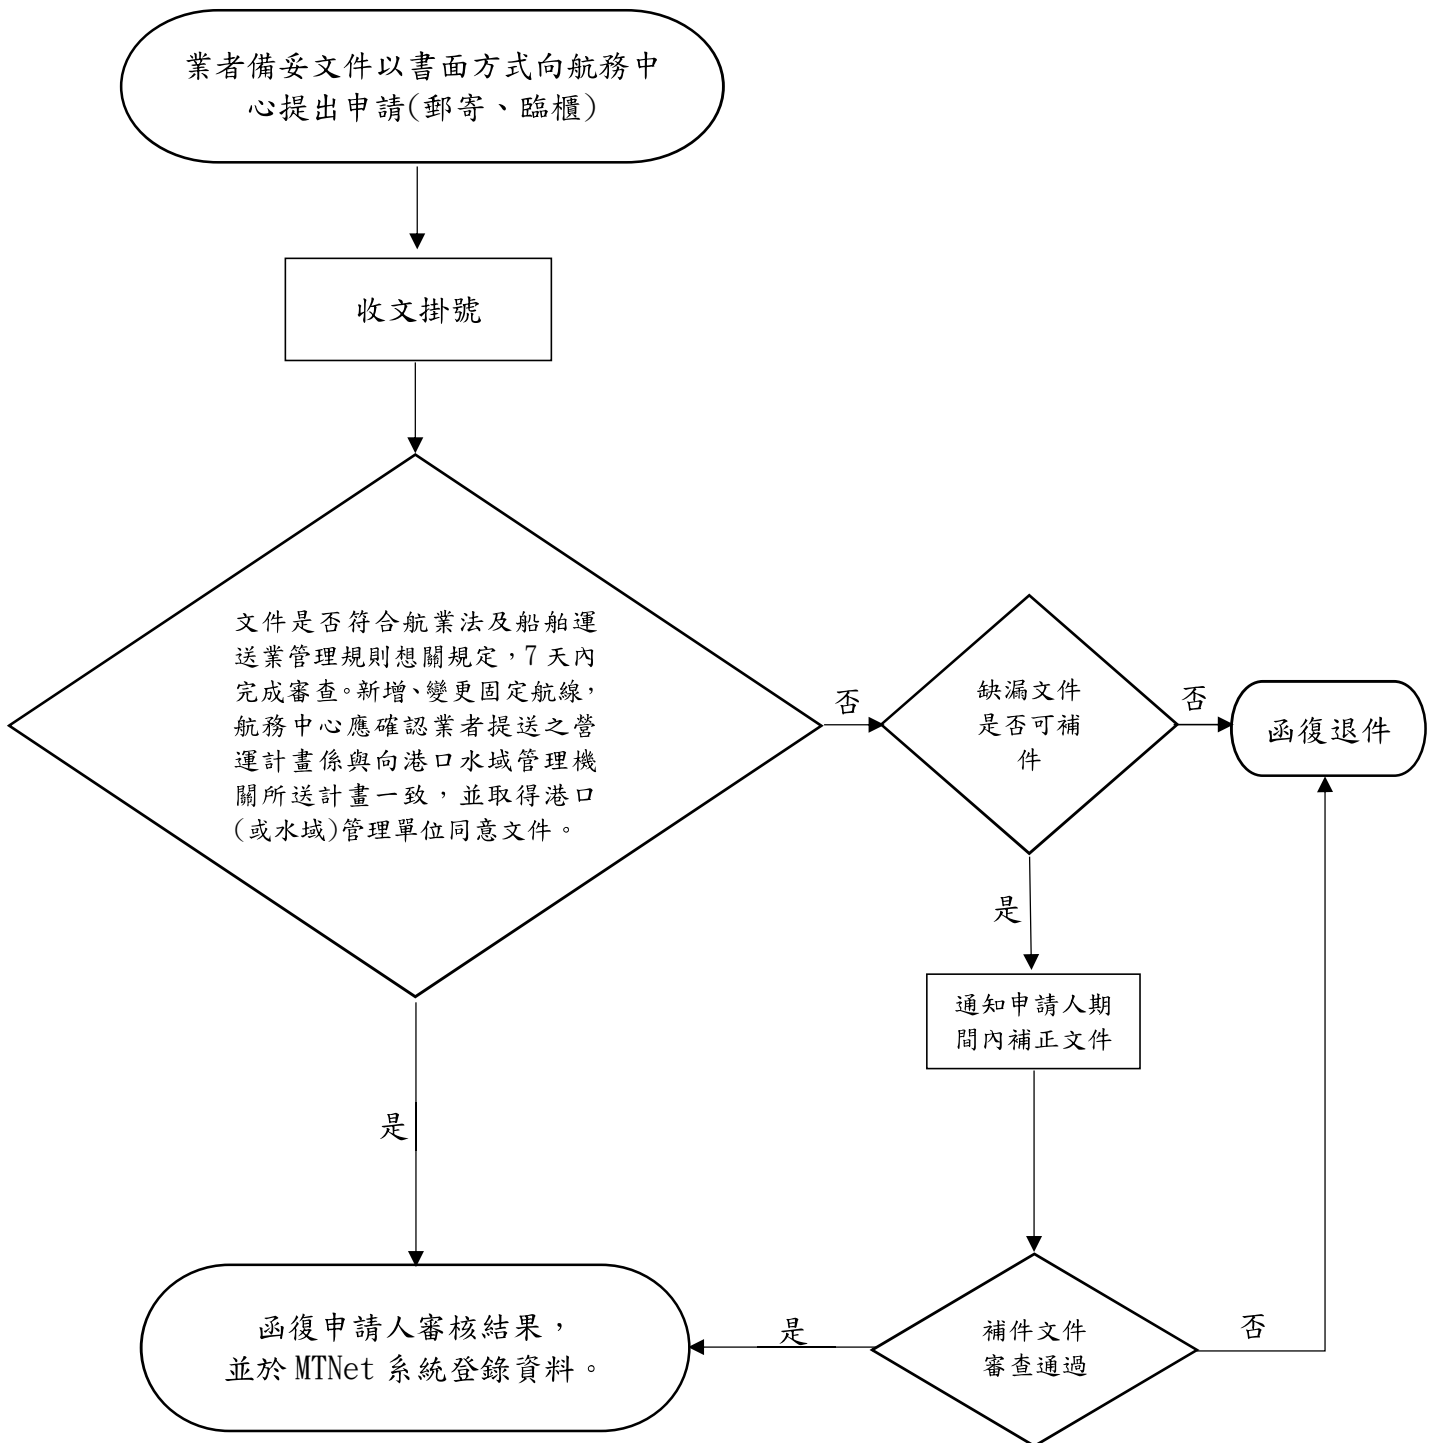 業者備妥文件以書面方式向航務中
心提出申請(郵寄、臨櫃)
收文掛號
文件是否符合航業法及船舶運
送業管理規則想關規定,7天內
完成審查。新增、變更固定航線,
航務中心應確認業者提送之營
運計畫係與向港口水域管理機
關所送計畫一致,並取得港口
(或水域)管理單位同意文件。
否
缺漏文件
是否可補
件
否
函復退件
是
通知申請人期
間內補正文件
是
函復申請人審核結果,
並於 MTNet 系統登錄資料。
是
補件文件
審查通過
否